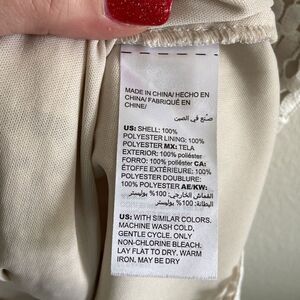 MADE IN CHINA/ HECHO EN
CHINA/ FABRIQUÉ EN
CHINE/
صنع في الصين
US: SHELL: 100%
POLYESTER LINING: 100%
POLYESTER MX: TELA
EXTERIOR: 100% poliéster
FORRO: 100% poliéster CA:
ÉTOFFE EXTÉRIEURE: 100%
POLYESTER DOUBLURE:
100% POLYESTER AE/KW:
القماش الخارجي: 100% بوليستر
البطانة: 100% بوليستر
US: WITH SIMILAR COLORS,
MACHINE WASH COLD,
GENTLE CYCLE. ONLY
NON-CHLORINE BLEACH.
LAY FLAT TO DRY. WARM
IRON, MAY BE DRY